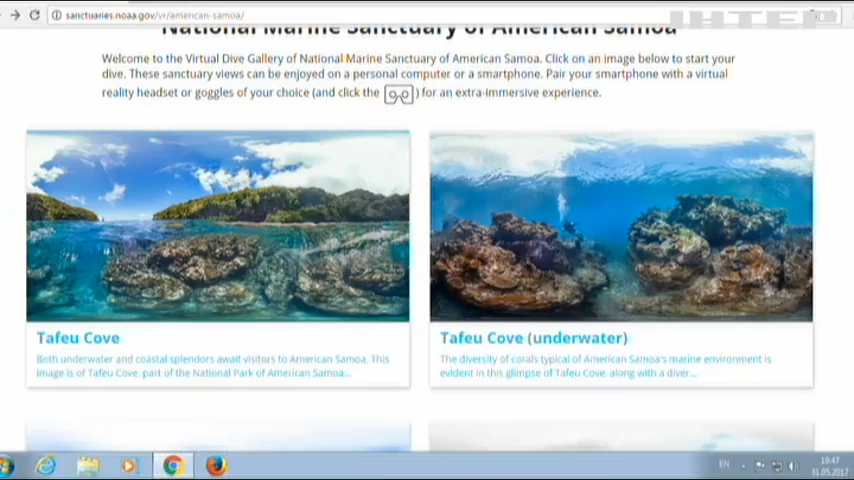 sanctuaries.noaa.gov/vr/american-samoa/
ІНТЕР
National Marine Sanctuary of American Samoa
Welcome to the Virtual Dive Gallery of National Marine Sanctuary of American Samoa. Click on an image below to start your
dive. These sanctuary views can be enjoyed on a personal computer or a smartphone. Pair your smartphone with a virtual
reality headset or goggles of your choice (and click the ) for an extra-immersive experience.
Tafeu Cove
Both underwater and coastal splendors await visitors to American Samoa. This
image is of Tafeu Cove, part of the National Park of American Samoa...
Tafeu Cove (underwater)
The diversity of corals typical of American Samoa's marine environment is
evident in this glimpse of Tafeu Cove, along with a diver...
EN
19:47
31.05.2017